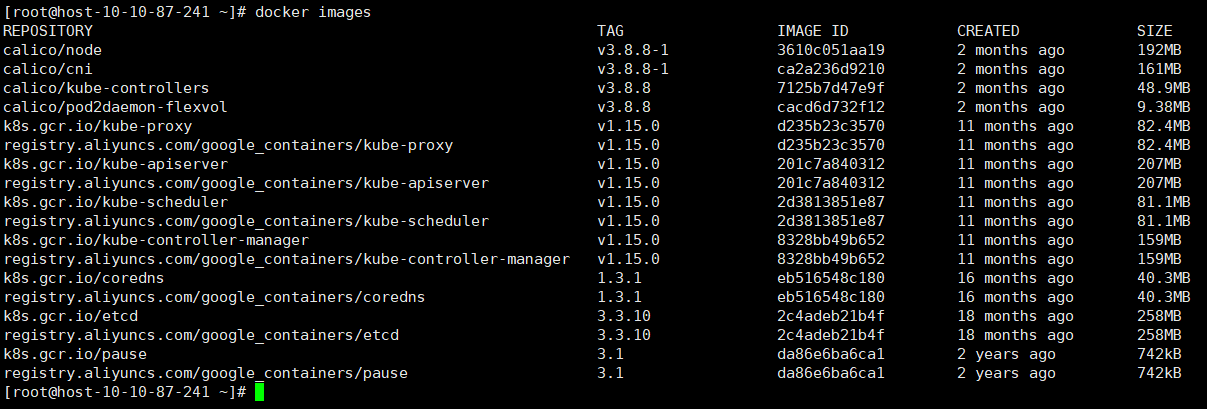 [root@host-10-10-87-241 ~]# docker images
REPOSITORY TAG IMAGE ID CREATED SIZE
calico/node v3.8.8-1 3610c051aa19 2 months ago 192MB
calico/cni v3.8.8-1 ca2a236d9210 2 months ago 161MB
calico/kube-controllers v3.8.8 7125b7d47e9f 2 months ago 48.9MB
calico/pod2daemon-flexvol v3.8.8 cacd6d732f12 2 months ago 9.38MB
k8s.gcr.io/kube-proxy v1.15.0 d235b23c3570 11 months ago 82.4MB
registry.aliyuncs.com/google_containers/kube-proxy v1.15.0 d235b23c3570 11 months ago 82.4MB
k8s.gcr.io/kube-apiserver v1.15.0 201c7a840312 11 months ago 207MB
registry.aliyuncs.com/google_containers/kube-apiserver v1.15.0 201c7a840312 11 months ago 207MB
k8s.gcr.io/kube-scheduler v1.15.0 2d3813851e87 11 months ago 81.1MB
registry.aliyuncs.com/google_containers/kube-scheduler v1.15.0 2d3813851e87 11 months ago 81.1MB
k8s.gcr.io/kube-controller-manager v1.15.0 8328bb49b652 11 months ago 159MB
registry.aliyuncs.com/google_containers/kube-controller-manager v1.15.0 8328bb49b652 11 months ago 159MB
k8s.gcr.io/coredns 1.3.1 eb516548c180 16 months ago 40.3MB
registry.aliyuncs.com/google_containers/coredns 1.3.1 eb516548c180 16 months ago 40.3MB
k8s.gcr.io/etcd 3.3.10 2c4adeb21b4f 18 months ago 258MB
registry.aliyuncs.com/google_containers/etcd 3.3.10 2c4adeb21b4f 18 months ago 258MB
k8s.gcr.io/pause 3.1 da86e6ba6ca1 2 years ago 742kB
registry.aliyuncs.com/google_containers/pause 3.1 da86e6ba6ca1 2 years ago 742kB
[root@host-10-10-87-241 ~]#